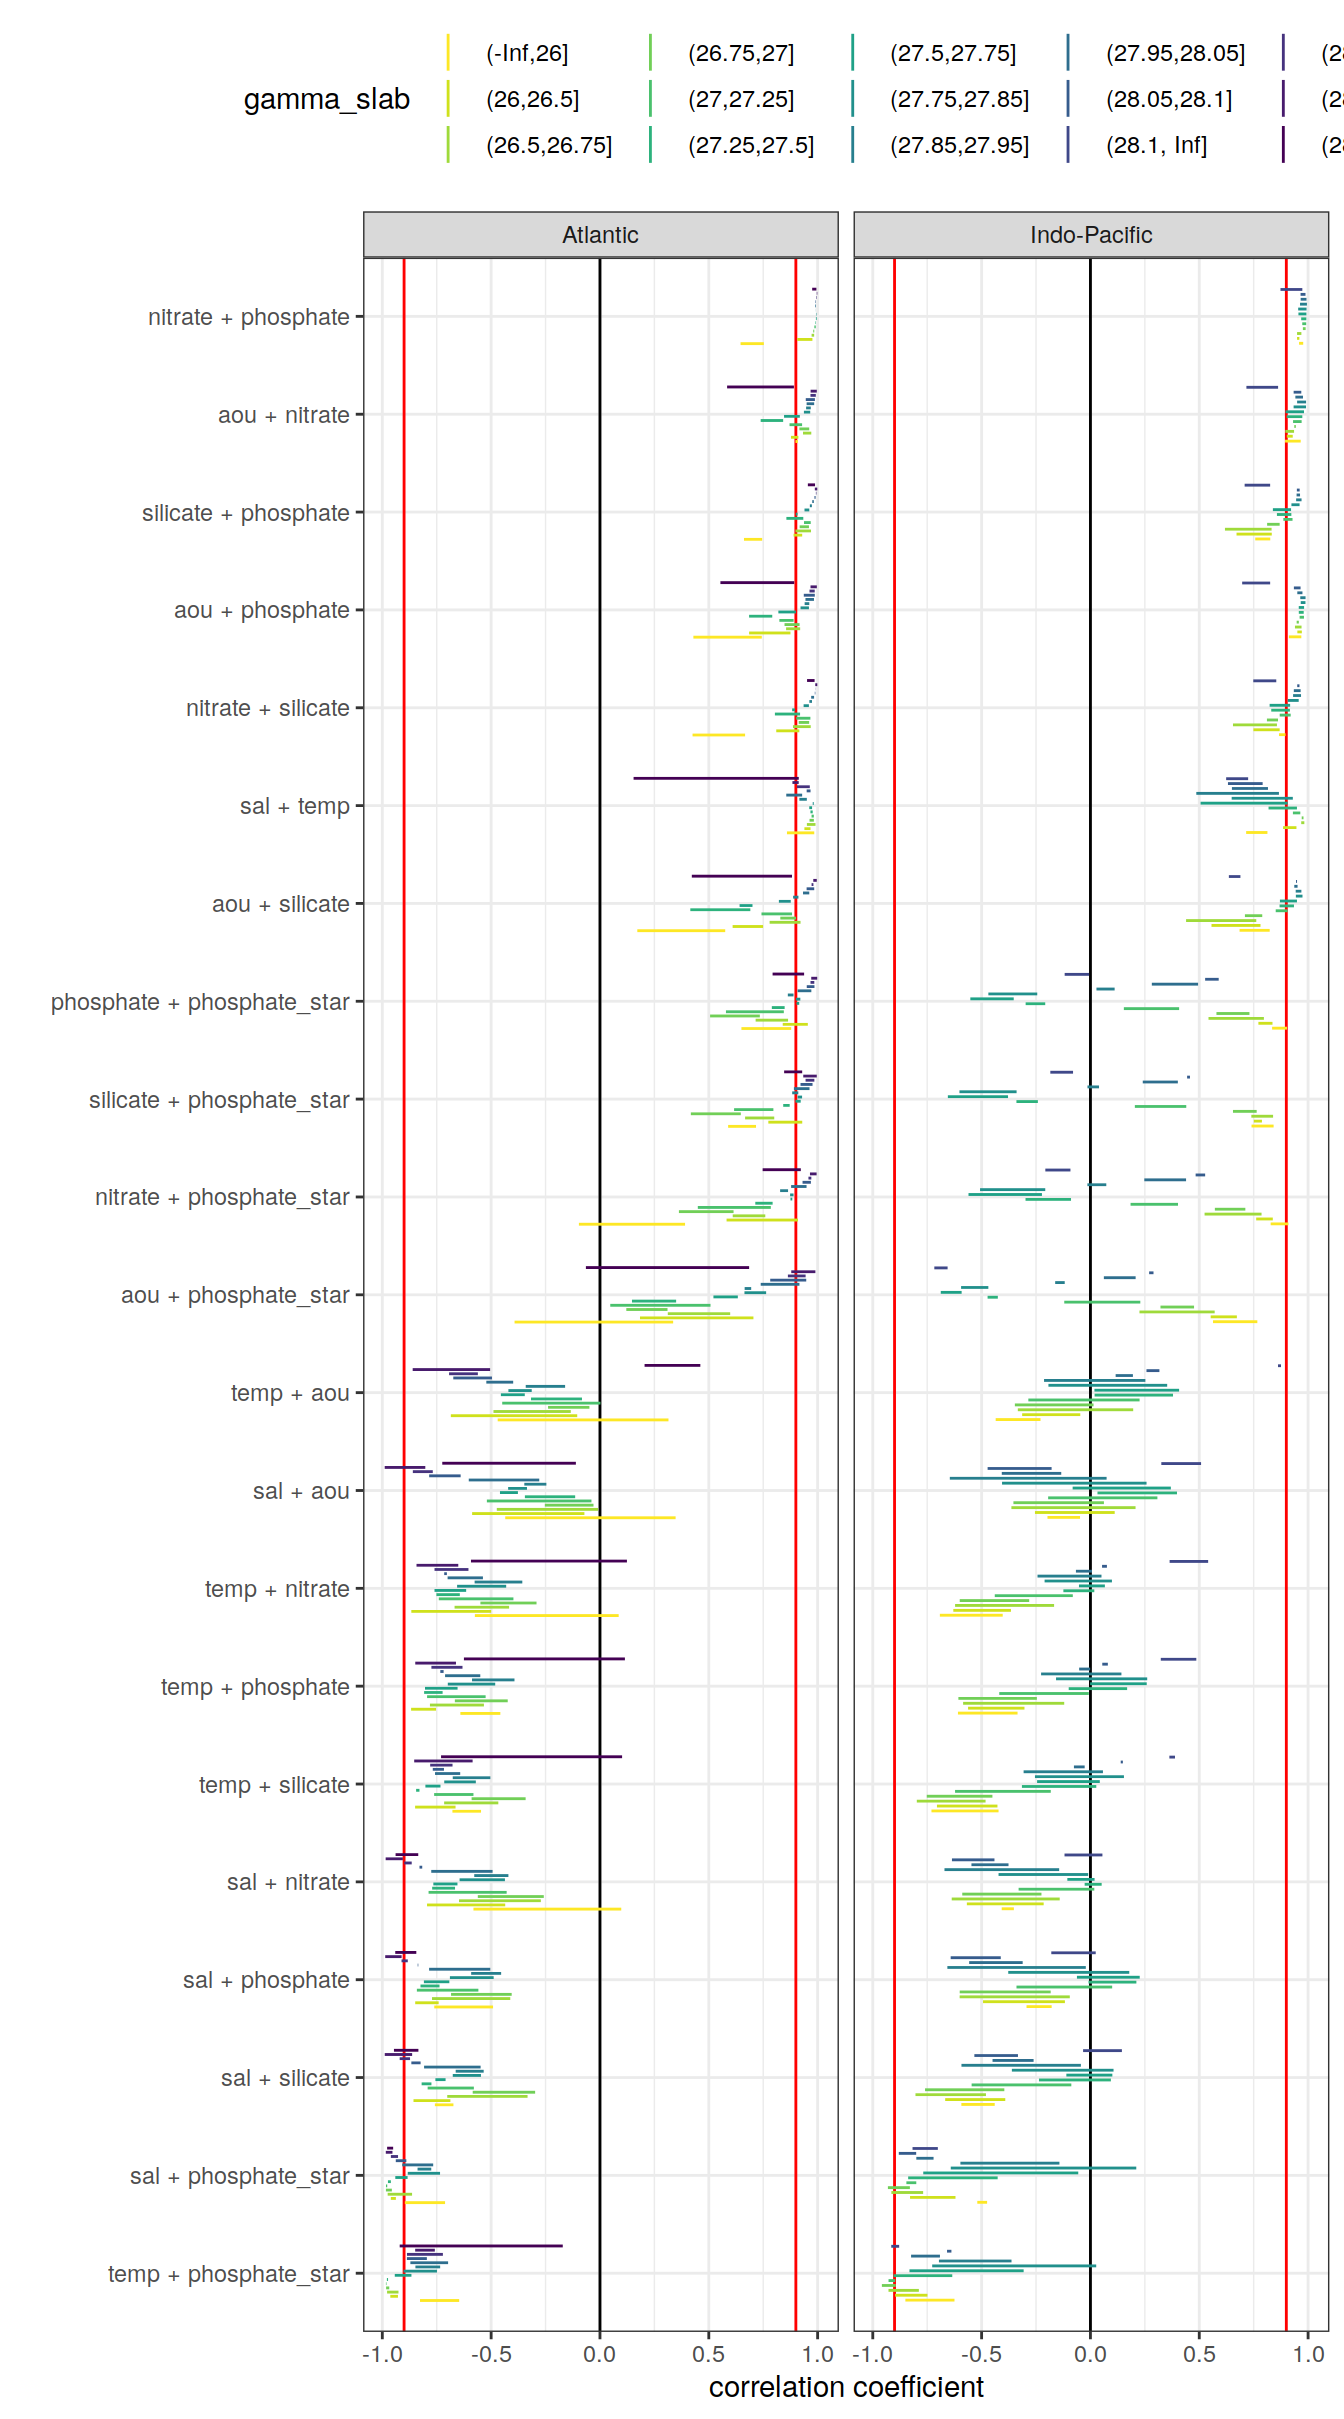 (-Inf,26] (26.75,27] (27.5,27.75] (27.95,28.05]
gamma_slab (26,26.5] (27,27.25] (27.75,27.85] (28.05,28.1]
(26.5,26.75] (27.25,27.5] (27.85,27.95] (28.1, Inf]
Atlantic Indo-Pacific
nitrate + phosphate
aou + nitrate
silicate + phosphate
aou + phosphate
nitrate + silicate
sal + temp
aou + silicate
phosphate + phosphate_star
silicate + phosphate_star
nitrate + phosphate_star
aou + phosphate_star
temp + aou
sal + aou
temp + nitrate
temp + phosphate
temp + silicate
sal + nitrate
sal + phosphate
sal + silicate
sal + phosphate_star
temp + phosphate_star
-1.0 -0.5 0.0 0.5 1.0 -1.0 -0.5 0.0 0.5 1.0
correlation coefficient